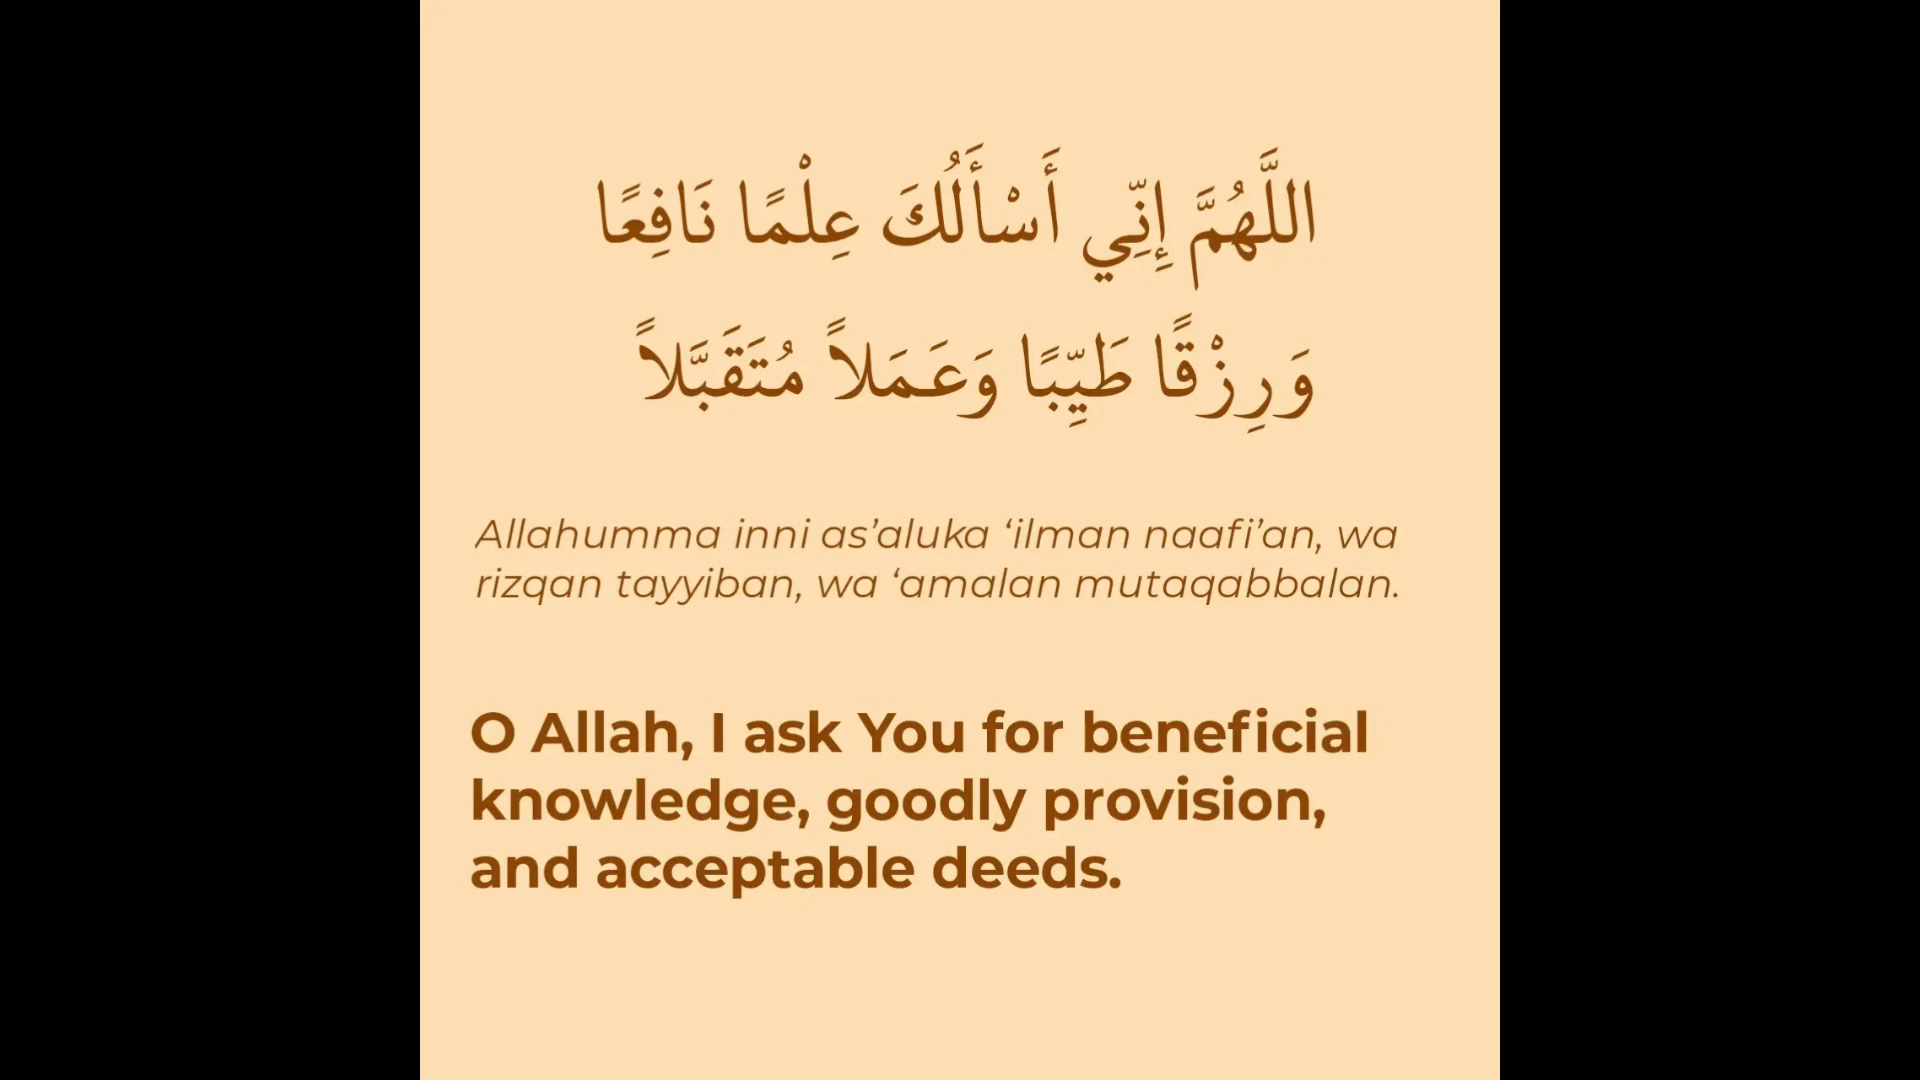 اللَّهُمَّ إِنِّي أَسْأَلُكَ عِلْمًا نَافِعًا
وَرِزْقًا طَيِّبًا وَعَمَلاً مُتَقَبَّلاً
Allahumma inni as’aluka ‘ilman naafi’an, wa
rizqan tayyiban, wa ‘amalan mutaqabbalan.
O Allah, I ask You for beneficial
knowledge, goodly provision,
and acceptable deeds.